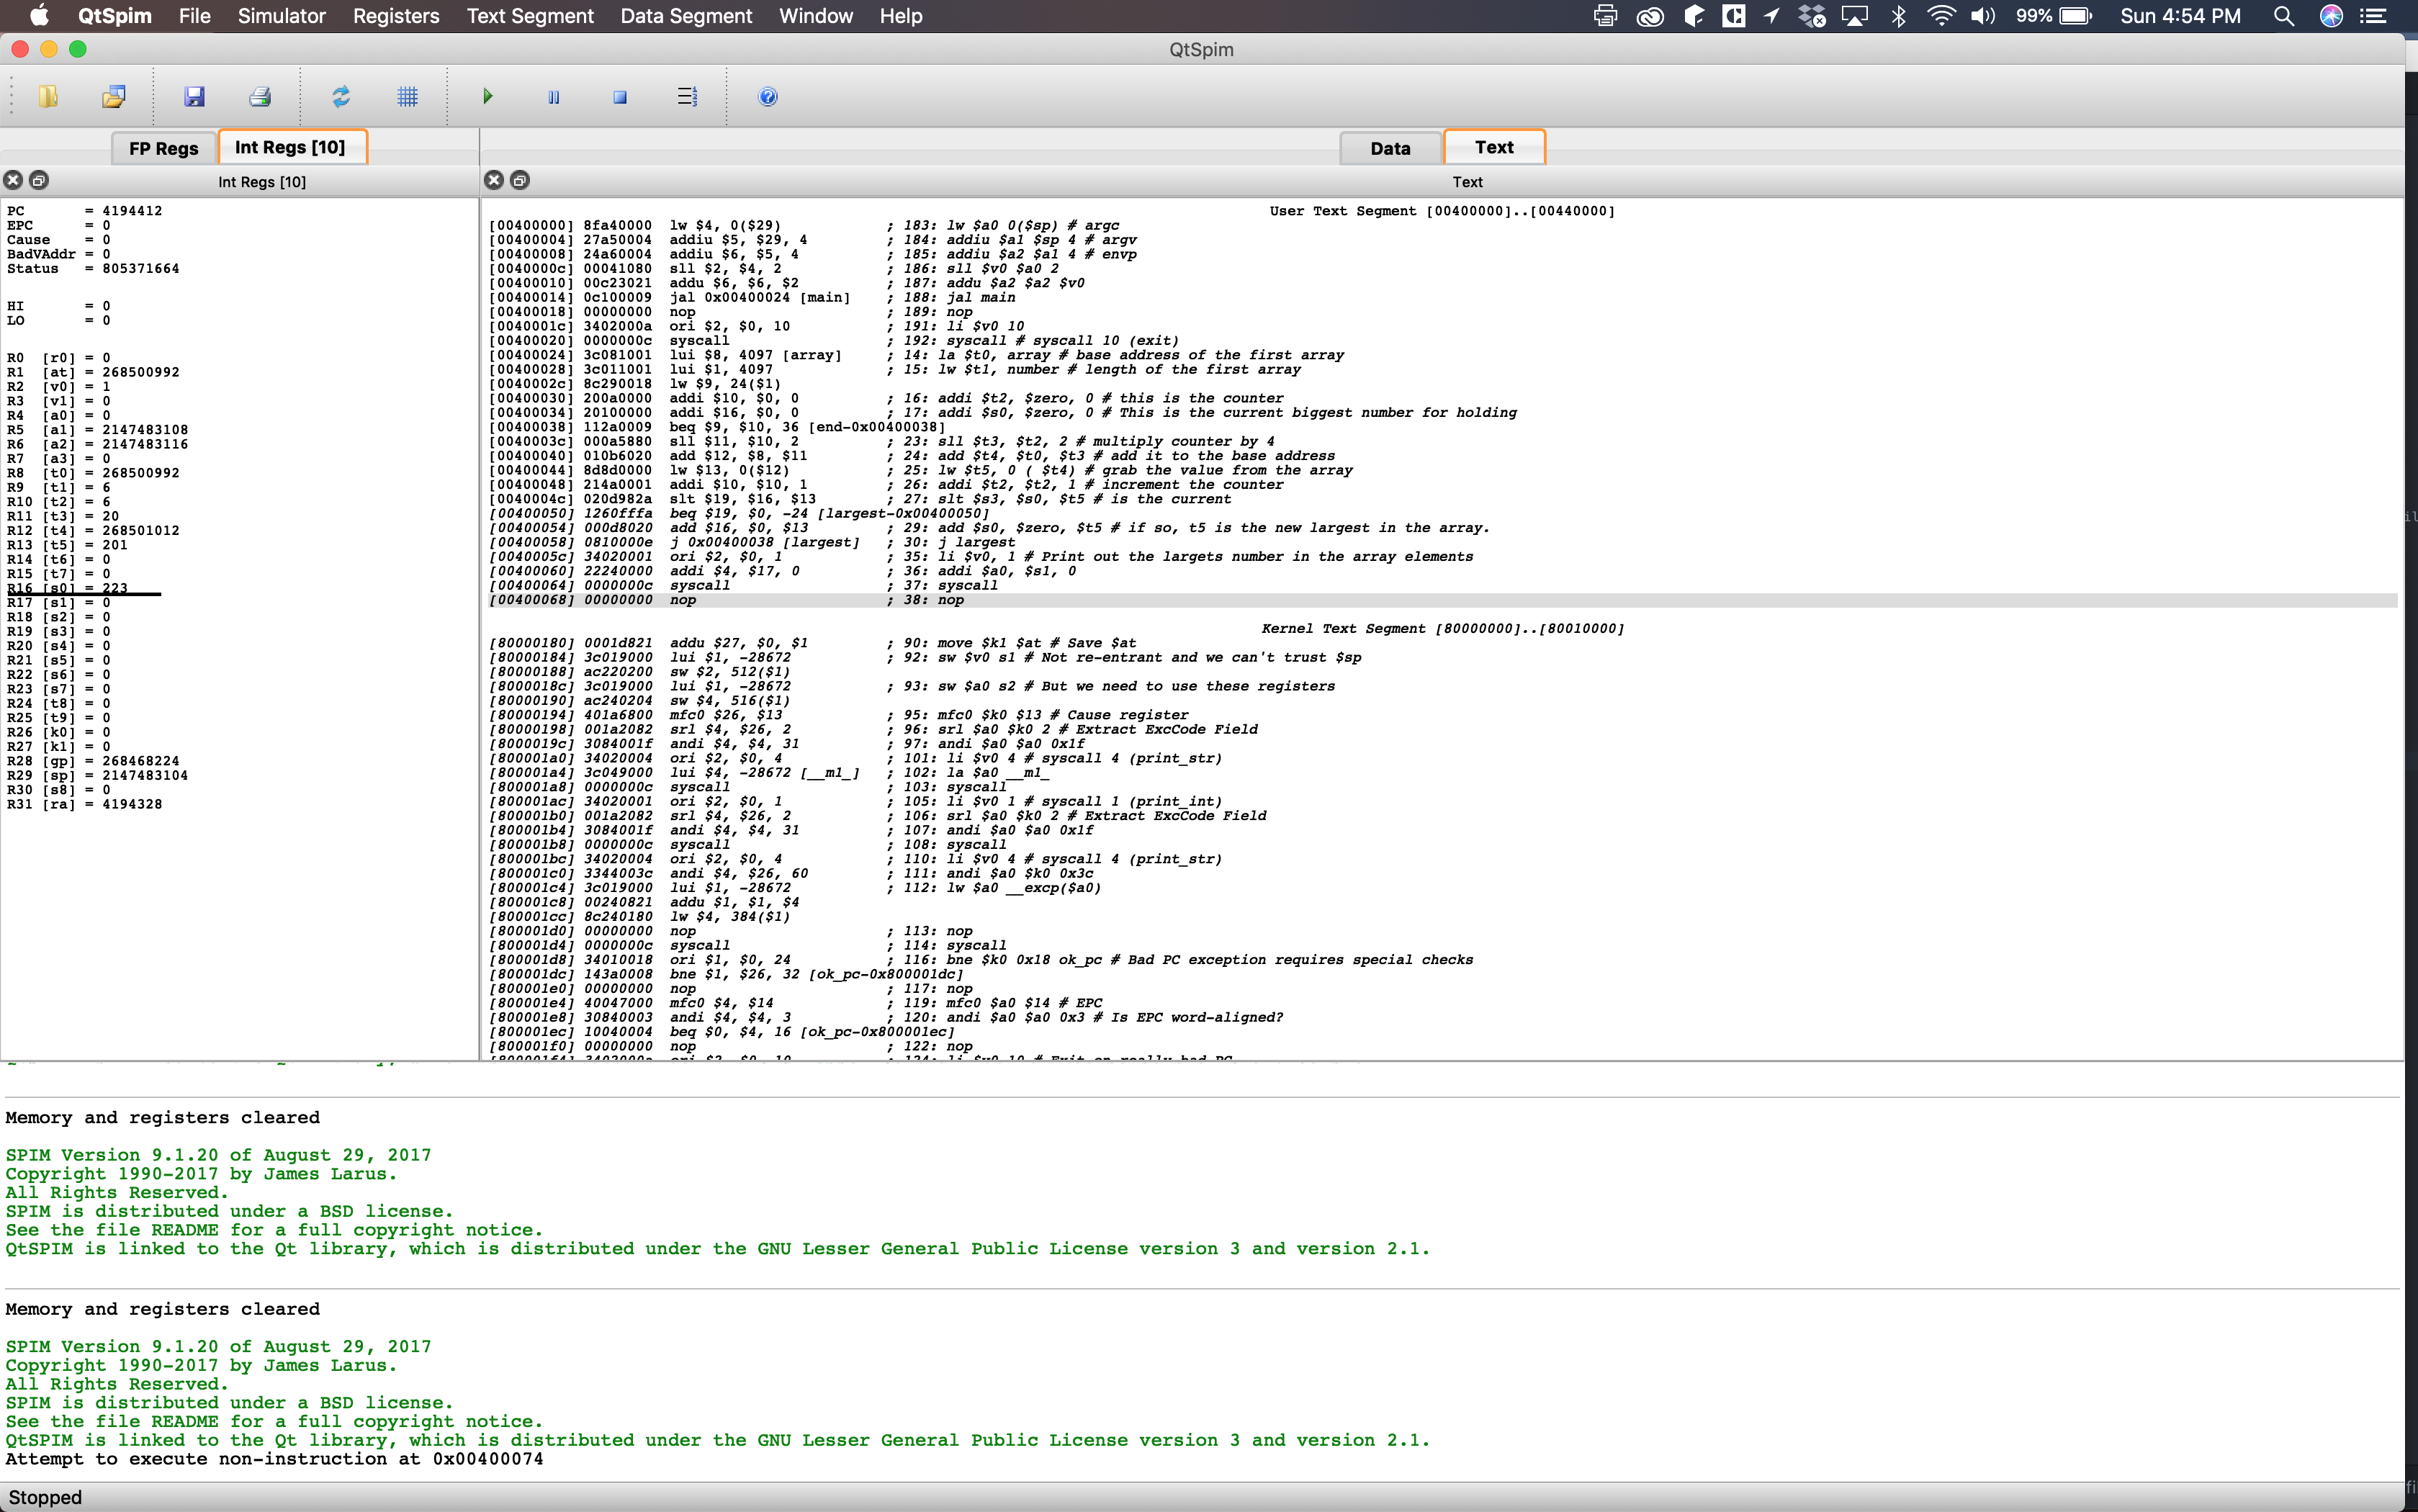 QtSpim File Simulator Registers Text Segment Data Segment Window Help 99% Sun 4:54 PM
QtSpim
FP Regs Int Regs [10] Data Text
Int Regs [10] Text
PC = 4194412
EPC = 0
Cause = 0
BadVAddr = 0
Status = 805371664
HI = 0
LO = 0
R0 [r0] = 0
R1 [at] = 268500992
R2 [v0] = 1
R3 [v1] = 0
R4 [a0] = 0
R5 [a1] = 2147483108
R6 [a2] = 2147483116
R7 [a3] = 0
R8 [t0] = 268500992
R9 [t1] = 6
R10 [t2] = 6
R11 [t3] = 20
R12 [t4] = 268501012
R13 [t5] = 201
R14 [t6] = 0
R15 [t7] = 0
R16 [s0] = 223
R17 [s1] = 0
R18 [s2] = 0
R19 [s3] = 0
R20 [s4] = 0
R21 [s5] = 0
R22 [s6] = 0
R23 [s7] = 0
R24 [t8] = 0
R25 [t9] = 0
R26 [k0] = 0
R27 [k1] = 0
R28 [gp] = 268468224
R29 [sp] = 2147483104
R30 [s8] = 0
R31 [ra] = 4194328
User Text Segment [00400000]..[00440000]
[00400000] 8fa40000 lw $4, 0($29) ; 183: lw $a0 0($sp) # argc
[00400004] 27a50004 addiu $5, $29, 4 ; 184: addiu $a1 $sp 4 # argv
[00400008] 24a60004 addiu $6, $5, 4 ; 185: addiu $a2 $a1 4 # envp
[0040000c] 00041080 sll $2, $4, 2 ; 186: sll $v0 $a0 2
[00400010] 00c23021 addu $6, $6, $2 ; 187: addu $a2 $a2 $v0
[00400014] 0c100009 jal 0x00400024 [main] ; 188: jal main
[00400018] 00000000 nop ; 189: nop
[0040001c] 3402000a ori $2, $0, 10 ; 191: li $v0 10
[00400020] 0000000c syscall ; 192: syscall # syscall 10 (exit)
[00400024] 3c081001 lui $8, 4097 [array] ; 14: la $t0, array # base address of the first array
[00400028] 3c011001 lui $1, 4097 ; 15: lw $t1, number # length of the first array
[0040002c] 8c290018 lw $9, 24($1)
[00400030] 200a0000 addi $10, $0, 0 ; 16: addi $t2, $zero, 0 # this is the counter
[00400034] 20100000 addi $16, $0, 0 ; 17: addi $s0, $zero, 0 # This is the current biggest number for holding
[00400038] 112a0009 beq $9, $10, 36 [end-0x00400038]
[0040003c] 000a5880 sll $11, $10, 2 ; 23: sll $t3, $t2, 2 # multiply counter by 4
[00400040] 010b6020 add $12, $8, $11 ; 24: add $t4, $t0, $t3 # add it to the base address
[00400044] 8d8d0000 lw $13, 0($12) ; 25: lw $t5, 0 ( $t4) # grab the value from the array
[00400048] 214a0001 addi $10, $10, 1 ; 26: addi $t2, $t2, 1 # increment the counter
[0040004c] 020d982a slt $19, $16, $13 ; 27: slt $s3, $s0, $t5 # is the current
[00400050] 1260fffa beq $19, $0, -24 [largest-0x00400050]
[00400054] 000d8020 add $16, $0, $13 ; 29: add $s0, $zero, $t5 # if so, t5 is the new largest in the array.
[00400058] 0810000e j 0x00400038 [largest] ; 30: j largest
[0040005c] 34020001 ori $2, $0, 1 ; 35: li $v0, 1 # Print out the largets number in the array elements
[00400060] 22240000 addi $4, $17, 0 ; 36: addi $a0, $s1, 0
[00400064] 0000000c syscall ; 37: syscall
[00400068] 00000000 nop ; 38: nop
Kernel Text Segment [80000000]..[80010000]
[80000180] 0001d821 addu $27, $0, $1 ; 90: move $k1 $at # Save $at
[80000184] 3c019000 lui $1, -28672 ; 92: sw $v0 s1 # Not re-entrant and we can't trust $sp
[80000188] ac220200 sw $2, 512($1)
[8000018c] 3c019000 lui $1, -28672 ; 93: sw $a0 s2 # But we need to use these registers
[80000190] ac240204 sw $4, 516($1)
[80000194] 401a6800 mfc0 $26, $13 ; 95: mfc0 $k0 $13 # Cause register
[80000198] 001a2082 srl $4, $26, 2 ; 96: srl $a0 $k0 2 # Extract ExcCode Field
[8000019c] 3084001f andi $4, $4, 31 ; 97: andi $a0 $a0 0x1f
[800001a0] 34020004 ori $2, $0, 4 ; 101: li $v0 4 # syscall 4 (print_str)
[800001a4] 3c049000 lui $4, -28672 [__m1_] ; 102: la $a0 __m1_
[800001a8] 0000000c syscall ; 103: syscall
[800001ac] 34020001 ori $2, $0, 1 ; 105: li $v0 1 # syscall 1 (print_int)
[800001b0] 001a2082 srl $4, $26, 2 ; 106: srl $a0 $k0 2 # Extract ExcCode Field
[800001b4] 3084001f andi $4, $4, 31 ; 107: andi $a0 $a0 0x1f
[800001b8] 0000000c syscall ; 108: syscall
[800001bc] 34020004 ori $2, $0, 4 ; 110: li $v0 4 # syscall 4 (print_str)
[800001c0] 3344003c andi $4, $26, 60 ; 111: andi $a0 $k0 0x3c
[800001c4] 3c019000 lui $1, -28672 ; 112: lw $a0 __excp($a0)
[800001c8] 00240821 addu $1, $1, $4
[800001cc] 8c240180 lw $4, 384($1)
[800001d0] 00000000 nop ; 113: nop
[800001d4] 0000000c syscall ; 114: syscall
[800001d8] 34010018 ori $1, $0, 24 ; 116: bne $k0 0x18 ok_pc # Bad PC exception requires special checks
[800001dc] 143a0008 bne $1, $26, 32 [ok_pc-0x800001dc]
[800001e0] 00000000 nop ; 117: nop
[800001e4] 40047000 mfc0 $4, $14 ; 119: mfc0 $a0 $14 # EPC
[800001e8] 30840003 andi $4, $4, 3 ; 120: andi $a0 $a0 0x3 # Is EPC word-aligned?
[800001ec] 10040004 beq $0, $4, 16 [ok_pc-0x800001ec]
[800001f0] 00000000 nop ; 122: nop
[800001f4] 3402000a ori $2, $0, 10 ; 124: li $v0 10 # Exit on really bad PC
Memory and registers cleared
SPIM Version 9.1.20 of August 29, 2017
Copyright 1990-2017 by James Larus.
All Rights Reserved.
SPIM is distributed under a BSD license.
See the file README for a full copyright notice.
QtSPIM is linked to the Qt library, which is distributed under the GNU Lesser General Public License version 3 and version 2.1.
Memory and registers cleared
SPIM Version 9.1.20 of August 29, 2017
Copyright 1990-2017 by James Larus.
All Rights Reserved.
SPIM is distributed under a BSD license.
See the file README for a full copyright notice.
QtSPIM is linked to the Qt library, which is distributed under the GNU Lesser General Public License version 3 and version 2.1.
Attempt to execute non-instruction at 0x00400074
Stopped